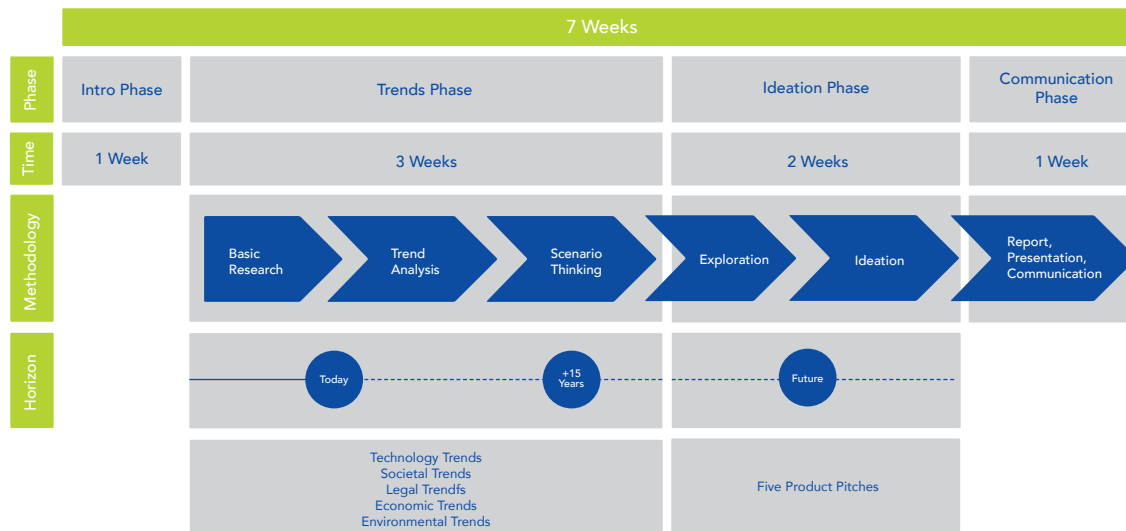 7 Weeks
Phase
Intro Phase
Trends Phase
Ideation Phase
Communication
Phase
Time
1 Week
3 Weeks
2 Weeks
1 Week
Methodology
Basic
Research
Trend
Analysis
Scenario
Thinking
Exploration
Ideation
Report,
Presentation,
Communication
Horizon
Today
+15
Years
Future
Technology Trends
Societal Trends
Legal Trendfs
Economic Trends
Environmental Trends
Five Product Pitches